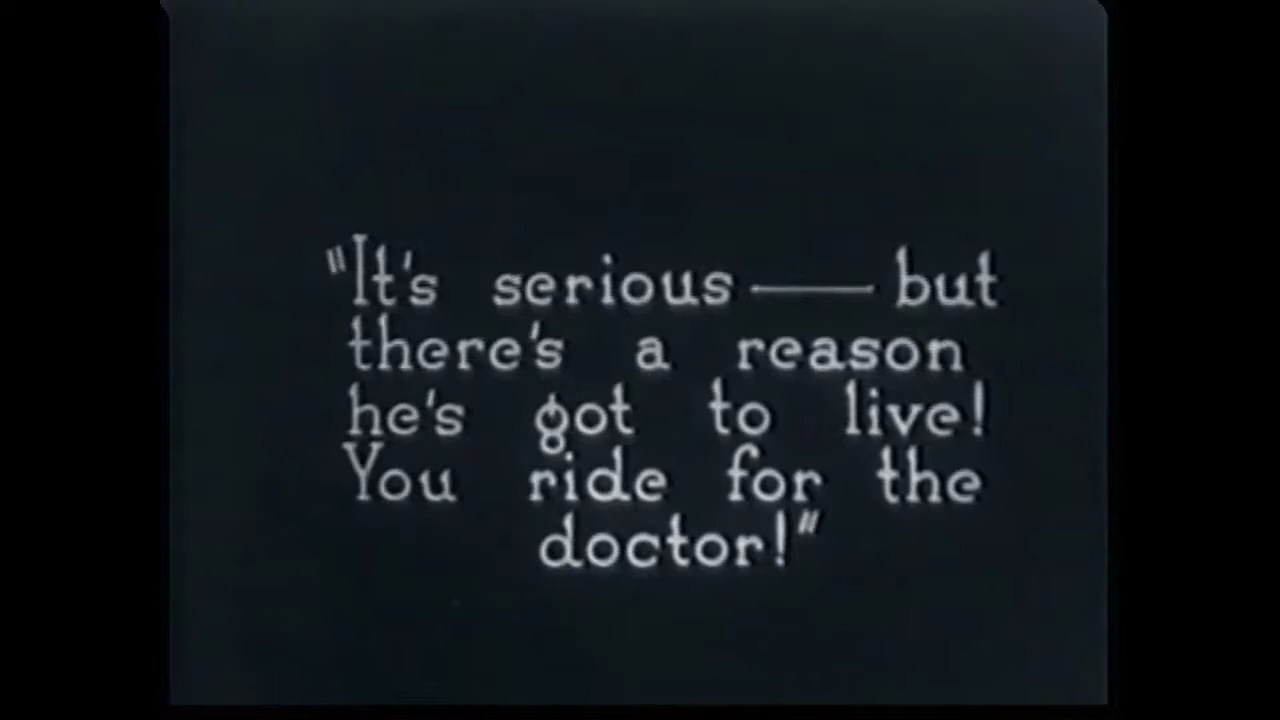 "It's serious — but
there's a reason
he's got to live!
You ride for the
doctor!"